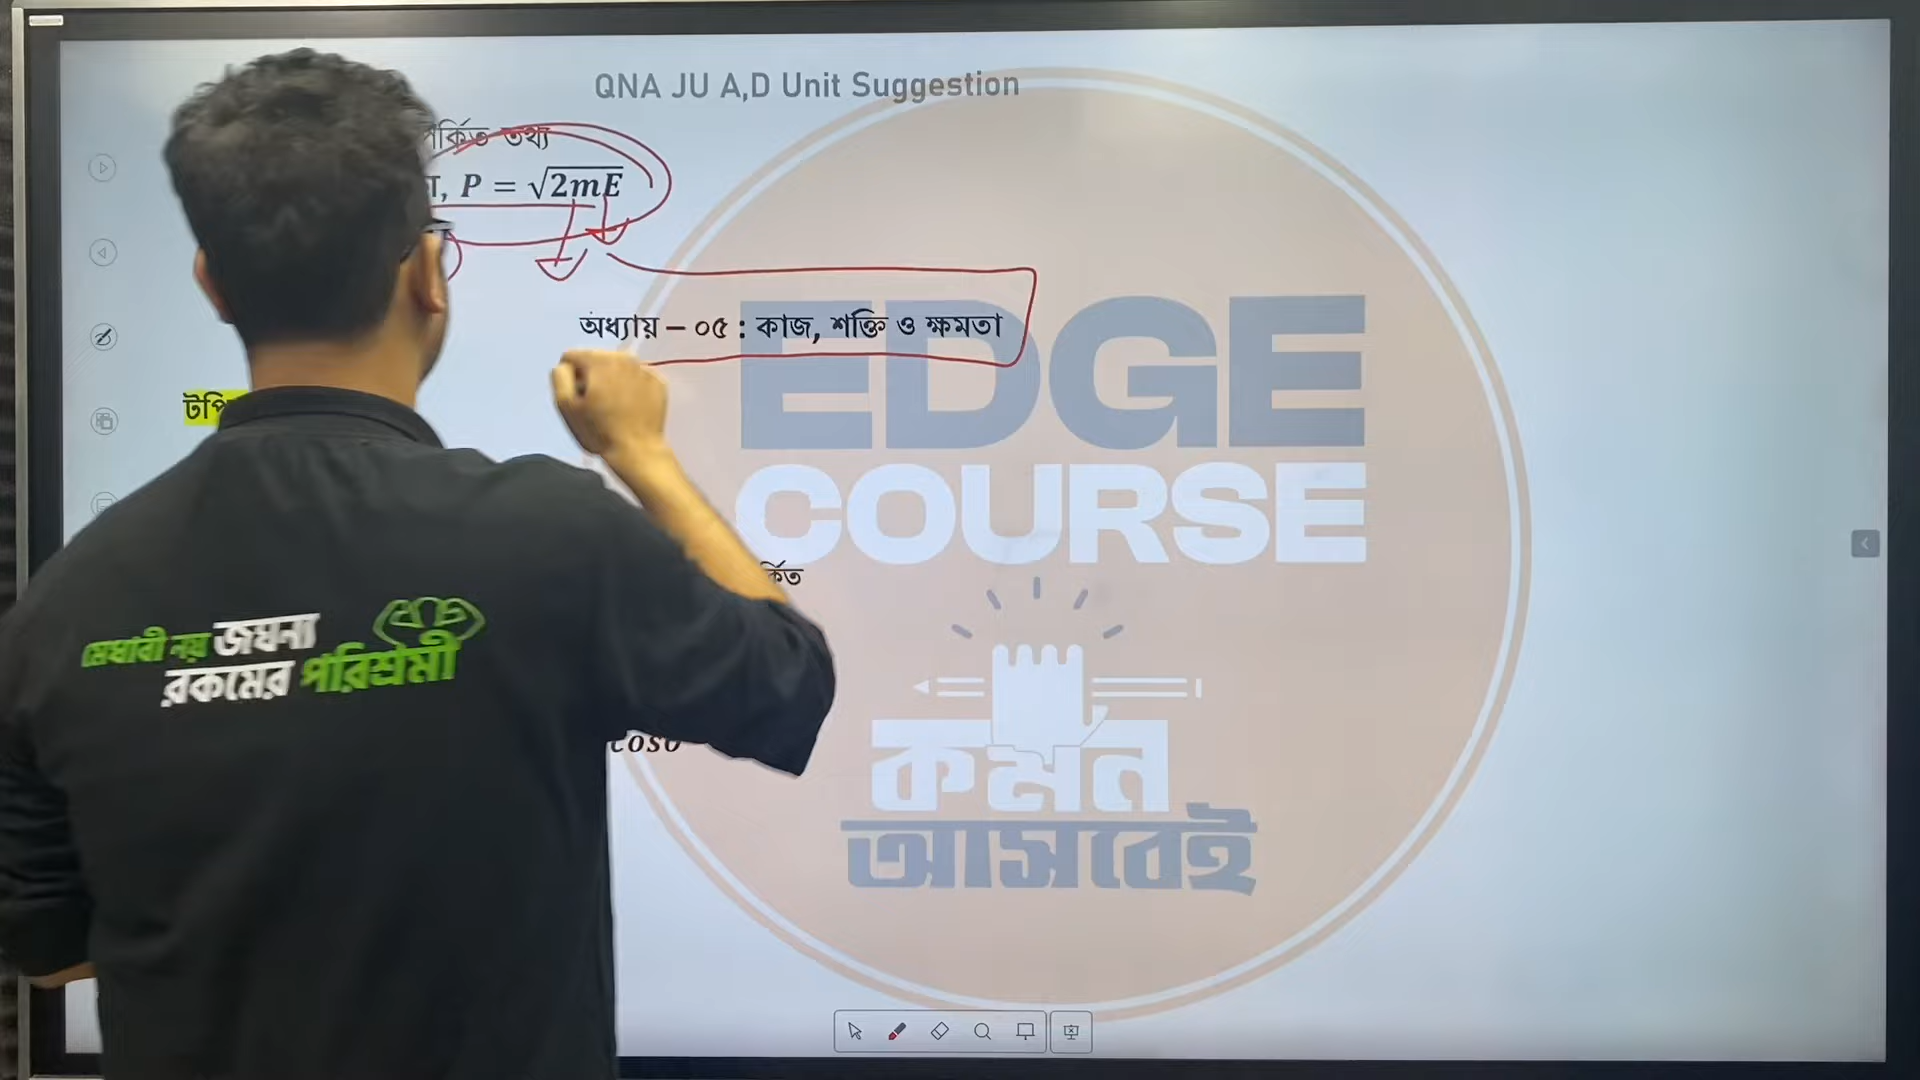 QNA JU A,D Unit Suggestion
র্কিত তথ্য
P = √2mE
অধ্যায় – ০৫ : কাজ, শক্তি ও ক্ষমতা
EDGE
COURSE
কমন
আসবেই
মেধাবী নয় জঘন্য
রকমের পরিশ্রমী